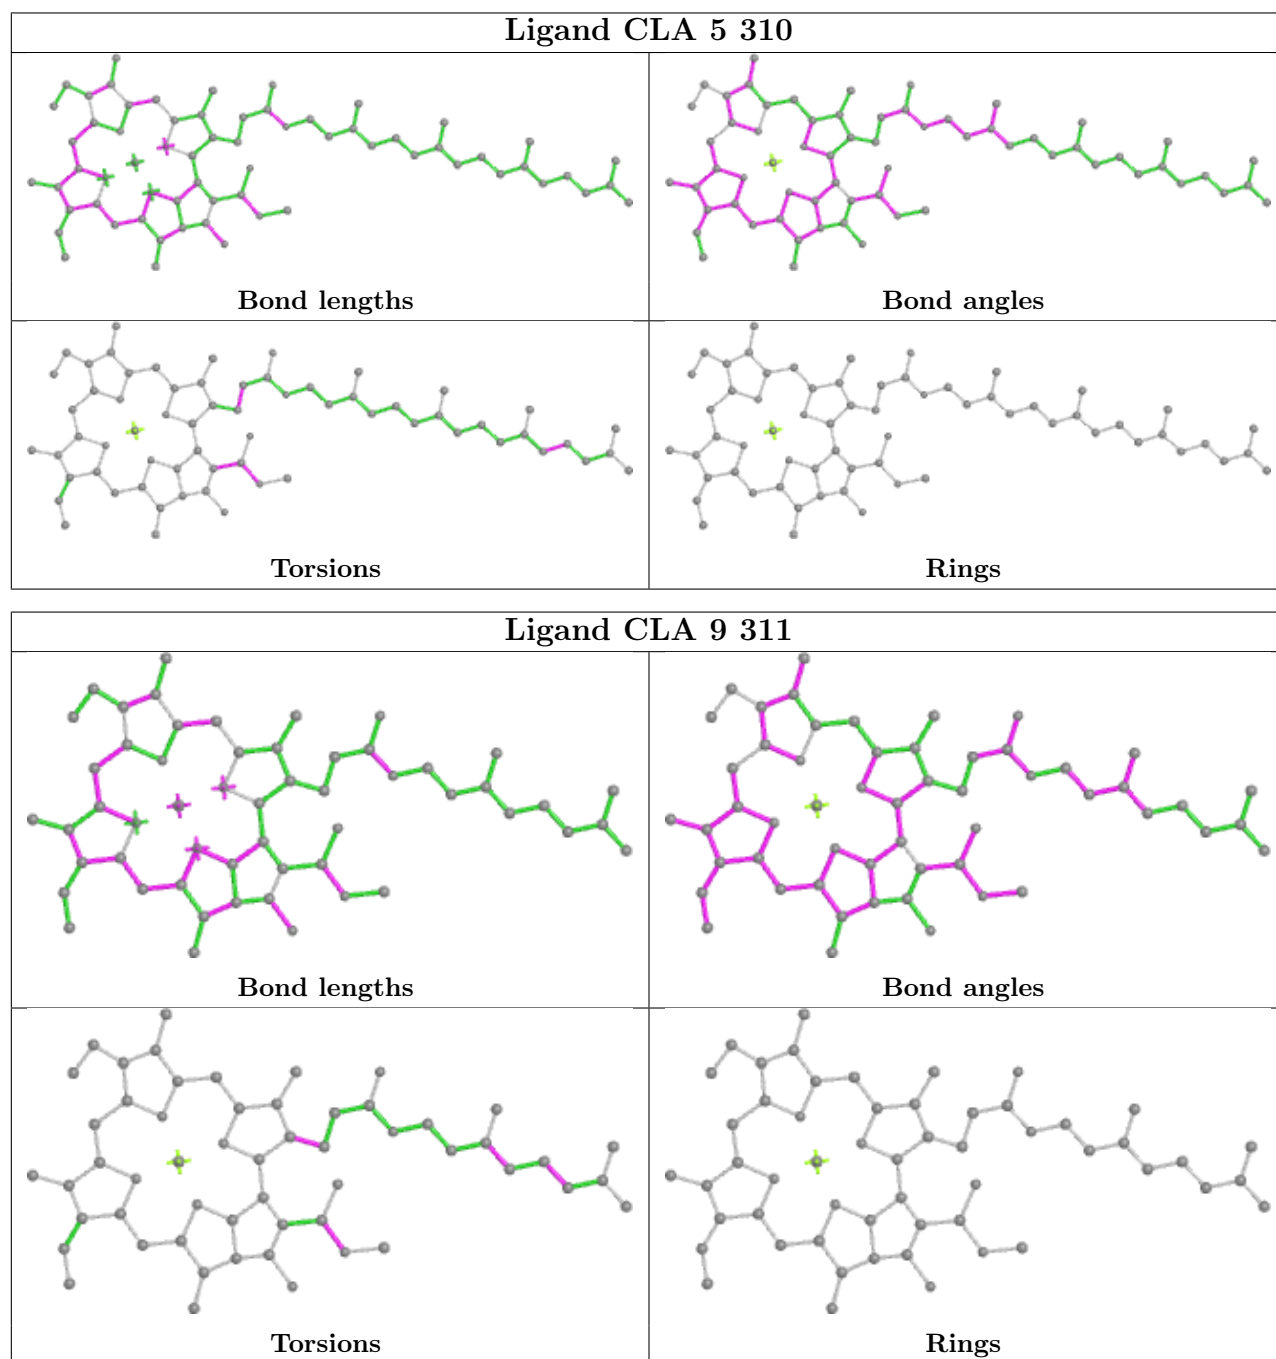 Ligand CLA 5 310
Bond lengths
Bond angles
Torsions
Rings
Ligand CLA 9 311
Bond lengths
Bond angles
Torsions
Rings